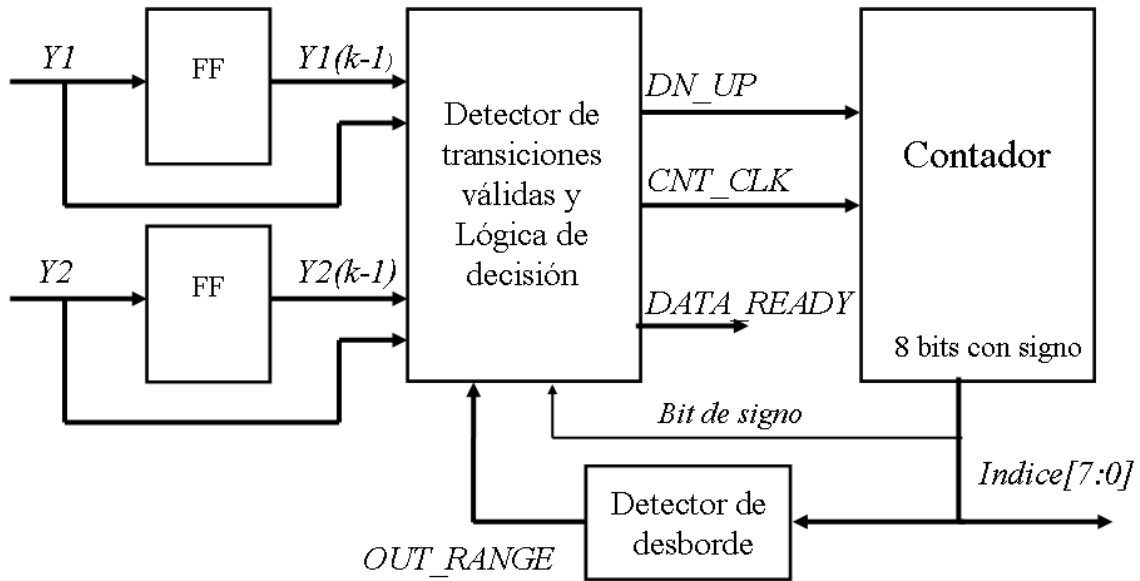 Y1
FF
Y1(k-1)
Detector de
transiciones
válidas y
Lógica de
decisión
DN_UP
CNT_CLK
DATA_READY
Contador
8 bits con signo
Y2
FF
Y2(k-1)
Bit de signo
Indice[7:0]
Detector de
desborde
OUT_RANGE